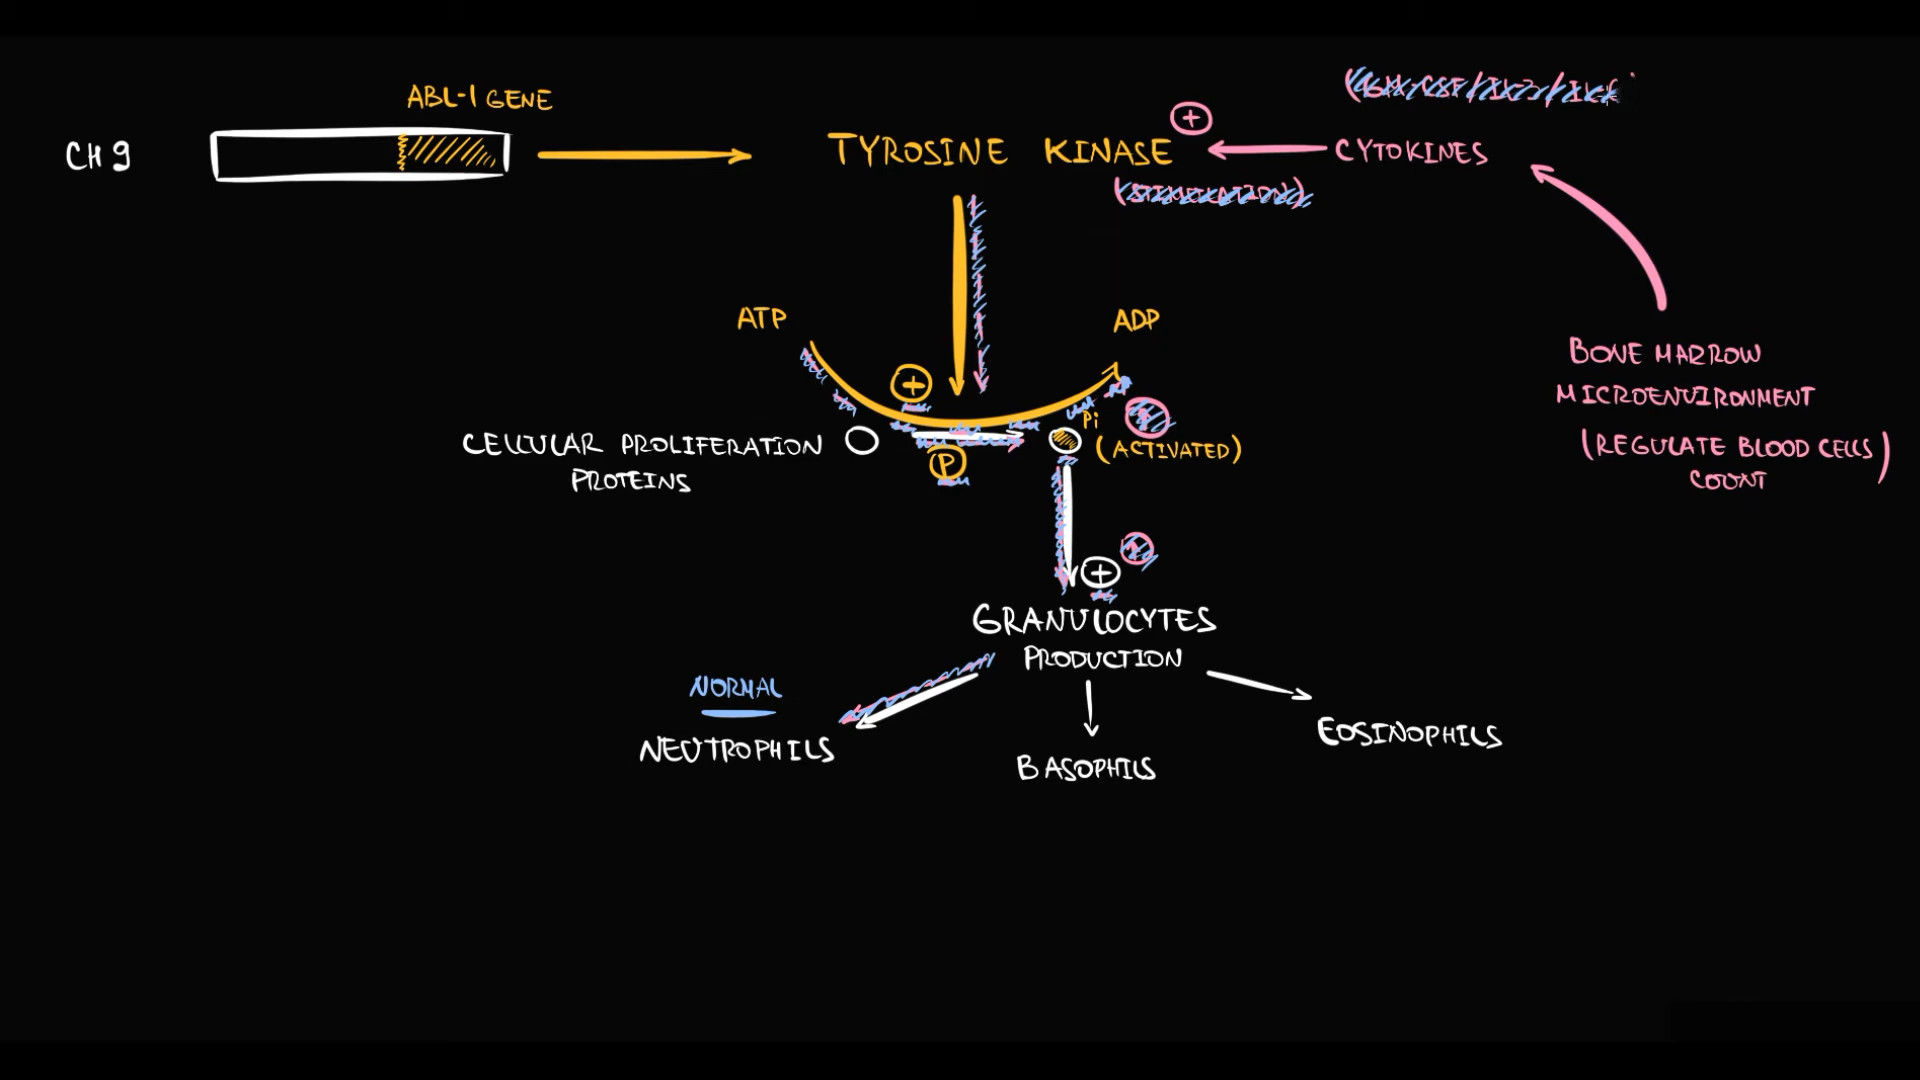 ABL-1 GENE
CH 9
TYROSINE KINASE
+
CYTOKINES
ATP
ADP
BONE MARROW
MICROENVIRONMENT
(REGULATE BLOOD CELLS)
COUNT
+
Pi
CELLULAR PROLIFERATION
PROTEINS
P
(ACTIVATED)
+
GRANULOCYTES
PRODUCTION
NORMAL
NEUTROPHILS
BASOPHILS
EOSINOPHILS